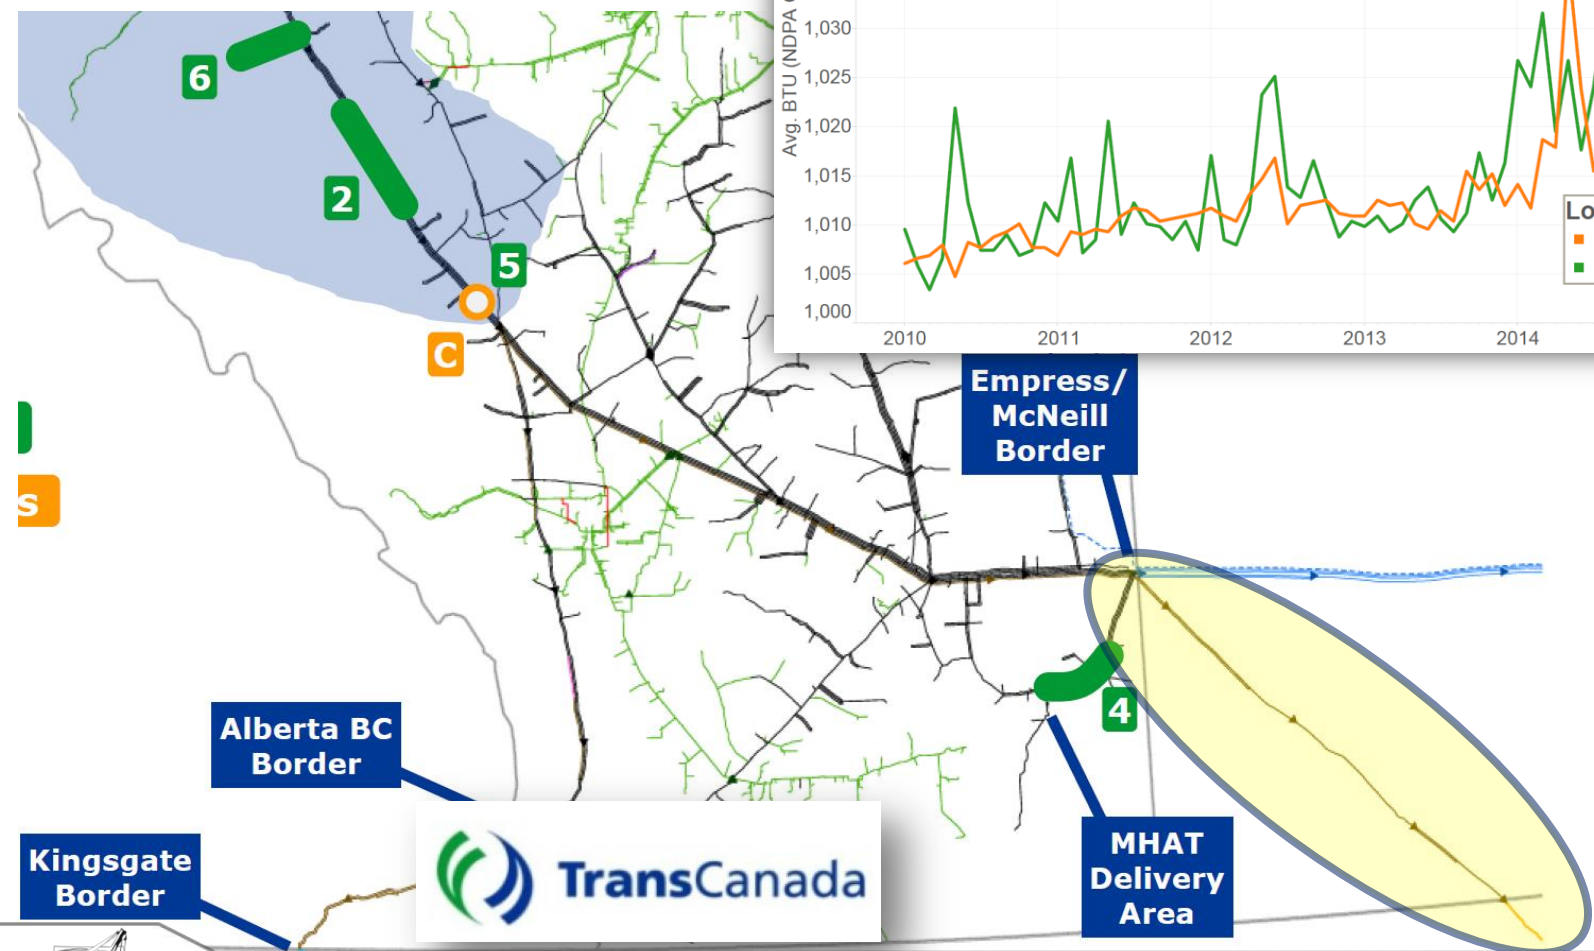 6
2
5
C
s
Avg. BTU (NDPA
1,030
1,025
1,020
1,015
1,010
1,005
1,000
2010
2011
2012
2013
2014
Lo
Empress/
McNeill
Border
4
Alberta BC
Border
Kingsgate
Border
TransCanada
MHAT
Delivery
Area